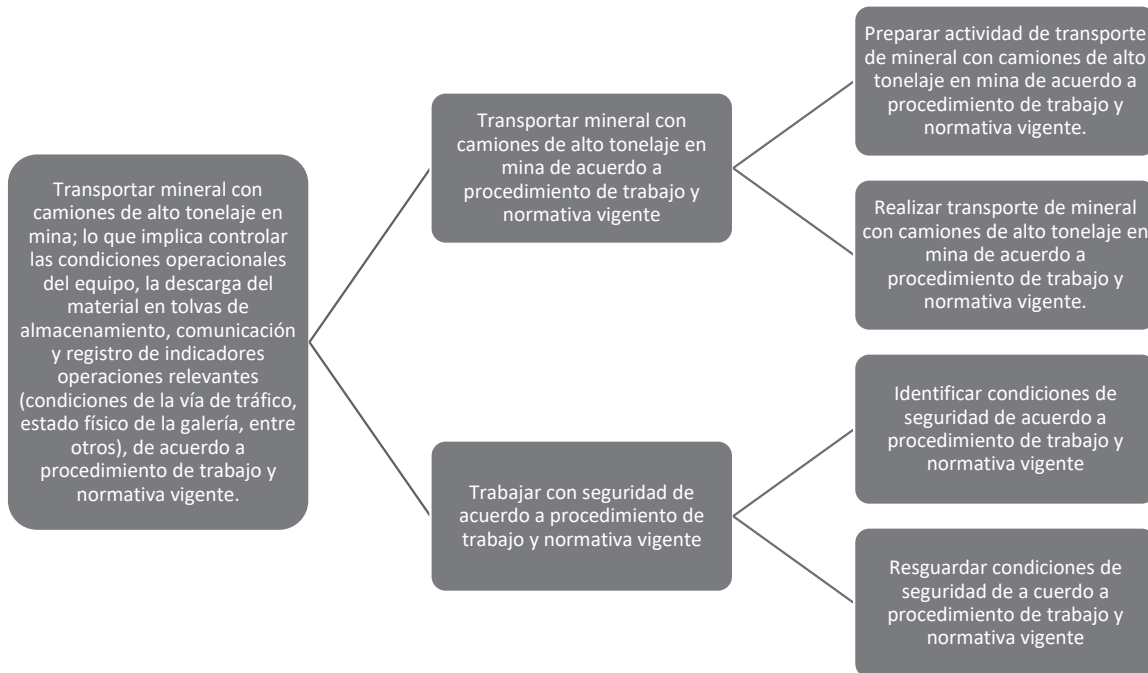 Transportar mineral con
camiones de alto tonelaje en
mina; lo que implica controlar
las condiciones operacionales
del equipo, la descarga del
material en tolvas de
almacenamiento, comunicación
y registro de indicadores
operaciones relevantes
(condiciones de la vía de tráfico,
estado físico de la galería, entre
otros), de acuerdo a
procedimiento de trabajo y
normativa vigente.
Transportar mineral con
camiones de alto tonelaje en
mina de acuerdo a
procedimiento de trabajo y
normativa vigente
Preparar actividad de transporte
de mineral con camiones de alto
tonelaje en mina de acuerdo a
procedimiento de trabajo y
normativa vigente.
Realizar transporte de mineral
con camiones de alto tonelaje en
mina de acuerdo a
procedimiento de trabajo y
normativa vigente.
Trabajar con seguridad de
acuerdo a procedimiento de
trabajo y normativa vigente
Identificar condiciones de
seguridad de acuerdo a
procedimiento de trabajo y
normativa vigente
Resguardar condiciones de
seguridad de a cuerdo a
procedimiento de trabajo y
normativa vigente